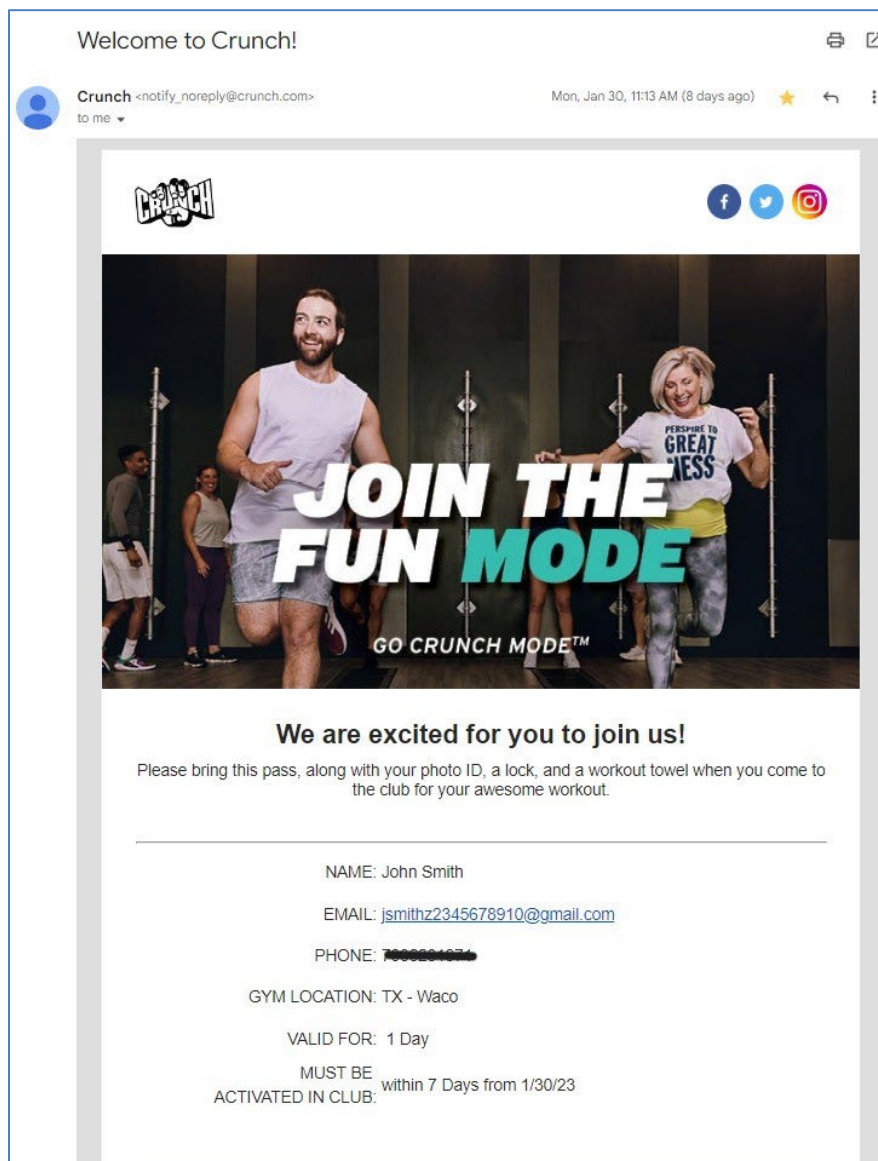 Welcome to Crunch!
Crunch <notify_noreply@crunch.com>
Mon, Jan 30, 11:13 AM (8 days ago)
to me
CRUNCH
PERSPIRE TO
GREAT
NESS
JOIN THE
FUN MODE
GO CRUNCH MODE™
We are excited for you to join us!
Please bring this pass, along with your photo ID, a lock, and a workout towel when you come to
the club for your awesome workout.
NAME: John Smith
EMAIL: jsmithz2345678910@gmail.com
PHONE:
GYM LOCATION: TX - Waco
VALID FOR: 1 Day
MUST BE
ACTIVATED IN CLUB: within 7 Days from 1/30/23